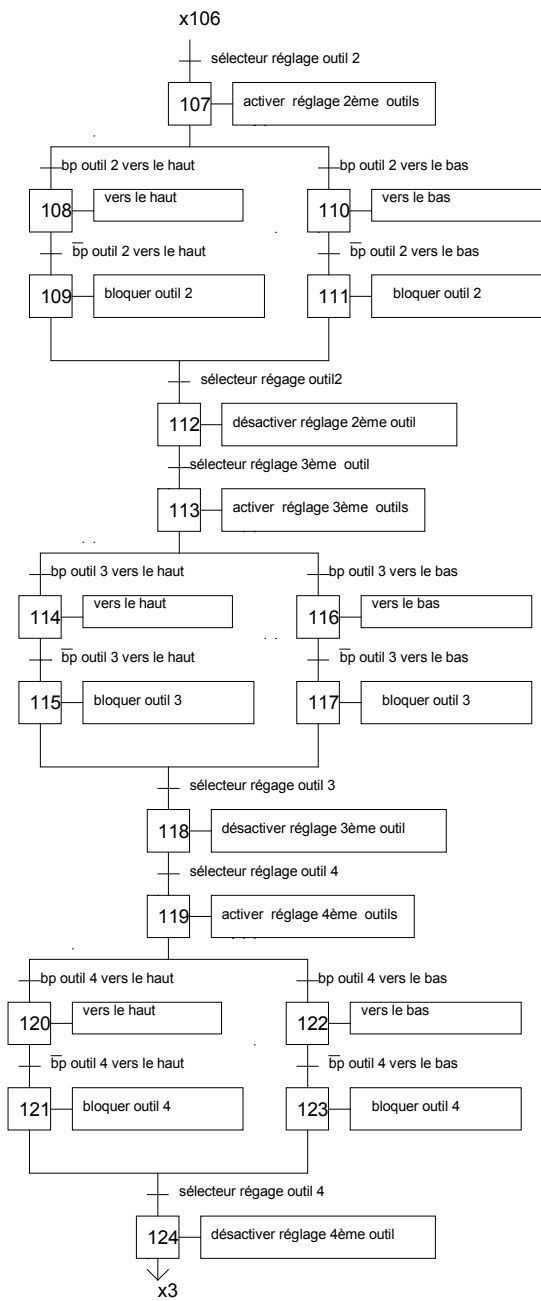 x106
sélecteur réglage outil 2
107 activer réglage 2ème outils
bp outil 2 vers le haut bp outil 2 vers le bas
108 vers le haut 110 vers le bas
b̅p outil 2 vers le haut b̅p outil 2 vers le bas
109 bloquer outil 2 111 bloquer outil 2
sélecteur régage outil2
112 désactiver réglage 2ème outil
sélecteur réglage 3ème outil
113 activer réglage 3ème outils
bp outil 3 vers le haut bp outil 3 vers le bas
114 vers le haut 116 vers le bas
b̅p outil 3 vers le haut b̅p outil 3 vers le bas
115 bloquer outil 3 117 bloquer outil 3
sélecteur régage outil 3
118 désactiver réglage 3ème outil
sélecteur réglage outil 4
119 activer réglage 4ème outils
bp outil 4 vers le haut bp outil 4 vers le bas
120 vers le haut 122 vers le bas
b̅p outil 4 vers le haut b̅p outil 4 vers le bas
121 bloquer outil 4 123 bloquer outil 4
sélecteur régage outil 4
124 désactiver réglage 4ème outil
x3